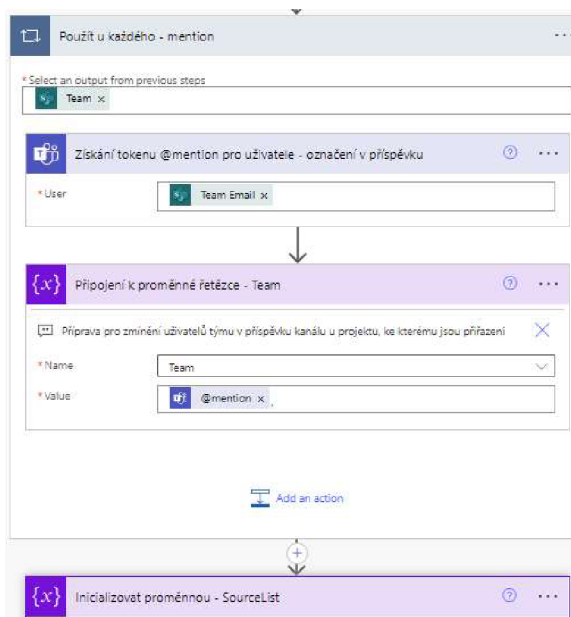 Použít u každého - mention
* Select an output from previous steps
Team ×
Získání tokenu @mention pro uživatele - označení v příspěvku
* User
Team Email ×
{x} Připojení k proměnné řetězce - Team
Příprava pro zmínění uživatelů týmu v příspěvku kanálu u projektu, ke kterému jsou přiřazeni
* Name
Team
* Value
@mention × ,
Add an action
{x} Inicializovat proměnnou - SourceList